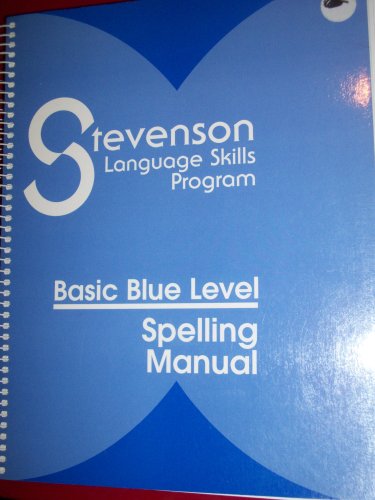 Stevenson
Language Skills
Program
Basic Blue Level
Spelling
Manual